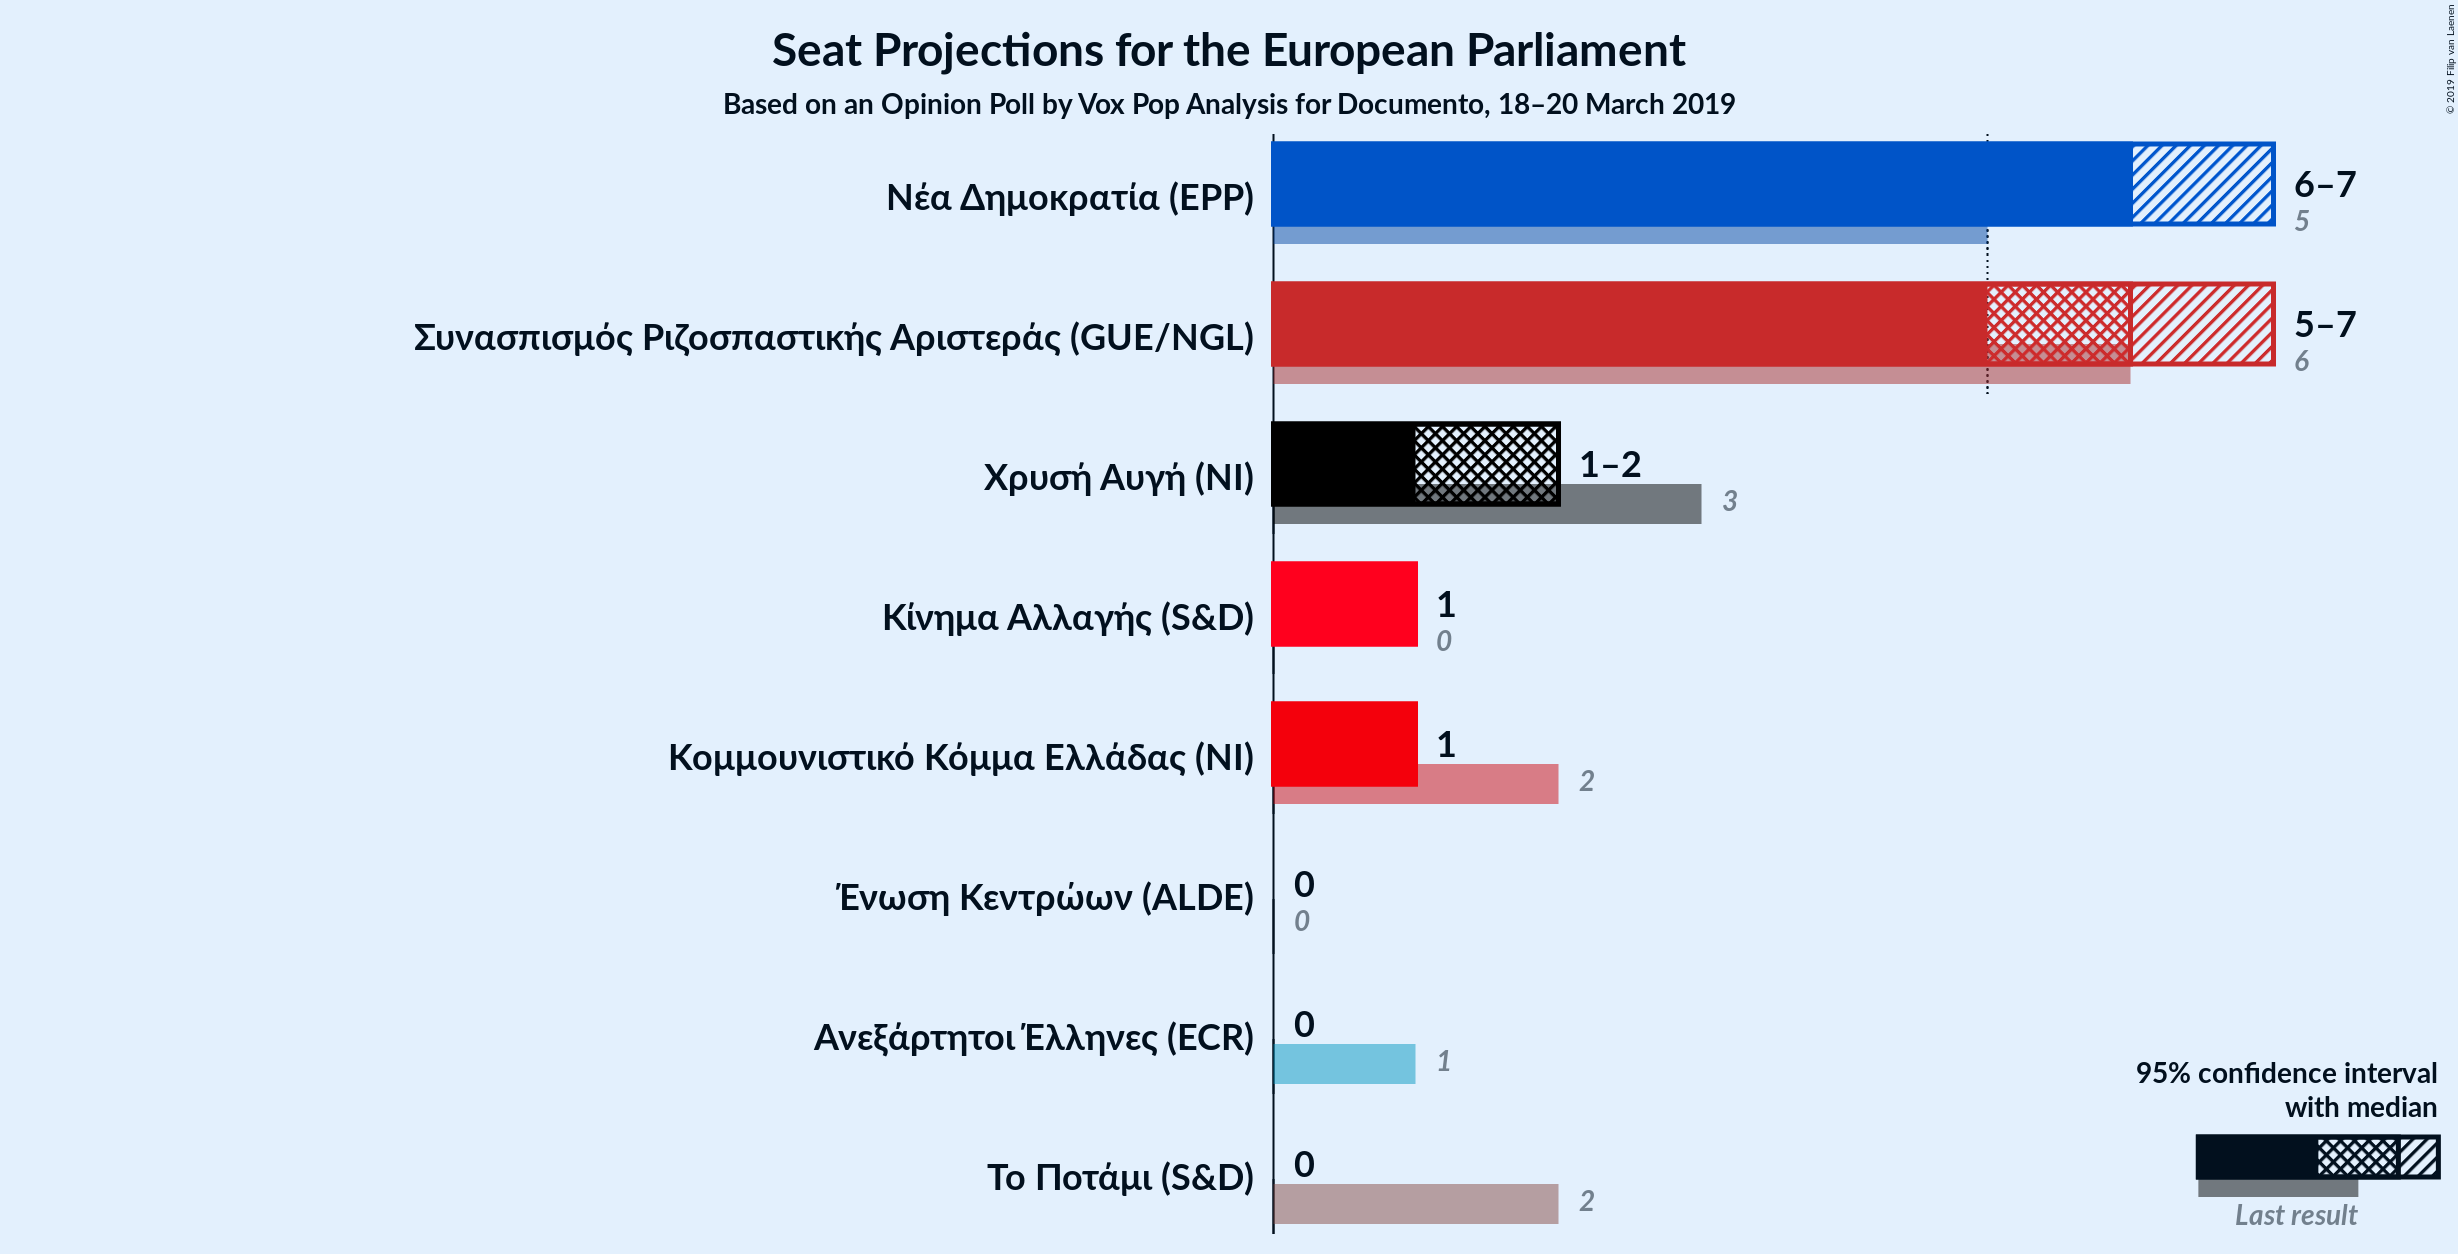 Seat Projections for the European Parliament
Based on an Opinion Poll by Vox Pop Analysis for Documento, 18–20 March 2019
© 2019 Filip van Laenen
Νέα Δημοκρατία (EPP)
6–7
5
Συνασπισμός Ριζοσπαστικής Αριστεράς (GUE/NGL)
5–7
6
Χρυσή Αυγή (NI)
1–2
3
Κίνημα Αλλαγής (S&D)
1
0
Κομμουνιστικό Κόμμα Ελλάδας (NI)
1
2
Ένωση Κεντρώων (ALDE)
0
0
Ανεξάρτητοι Έλληνες (ECR)
0
1
Το Ποτάμι (S&D)
0
2
95% confidence interval
with median
Last result